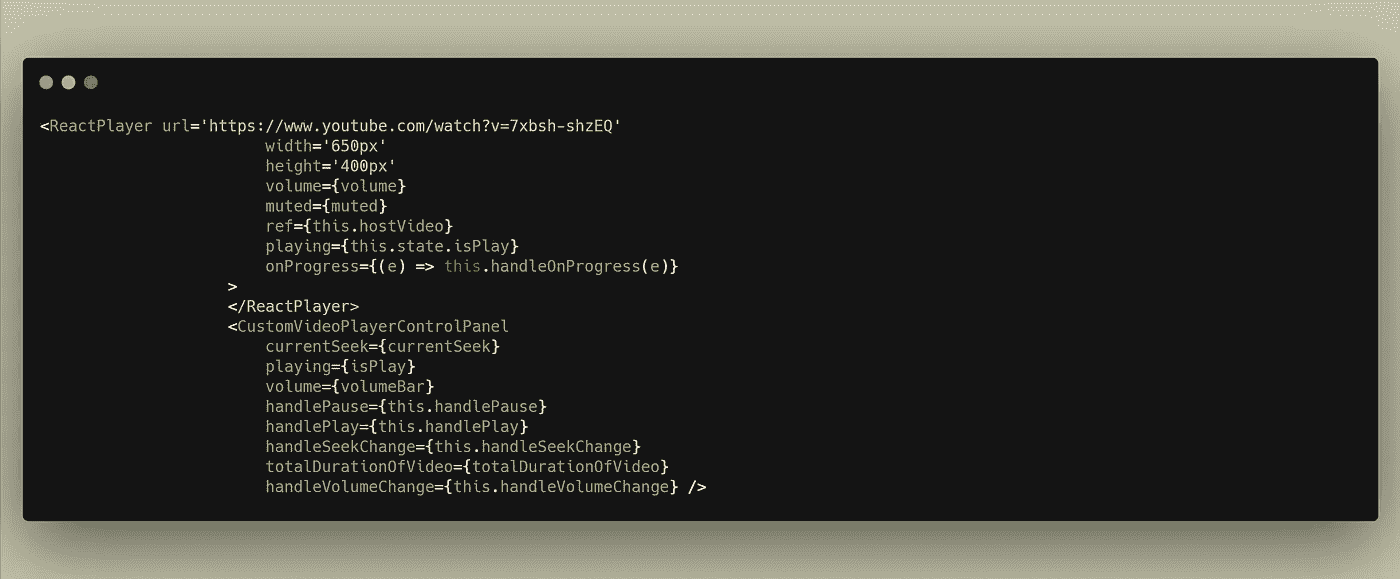 <ReactPlayer url='https://www.youtube.com/watch?v=7xbsh-shzEQ'
width='650px'
height='400px'
volume={volume}
muted={muted}
ref={this.hostVideo}
playing={this.state.isPlay}
onProgress={(e) => this.handleOnProgress(e)}
>
</ReactPlayer>
<CustomVideoPlayerControlPanel
currentSeek={currentSeek}
playing={isPlay}
volume={volumeBar}
handlePause={this.handlePause}
handlePlay={this.handlePlay}
handleSeekChange={this.handleSeekChange}
totalDurationOfVideo={totalDurationOfVideo}
handleVolumeChange={this.handleVolumeChange} />